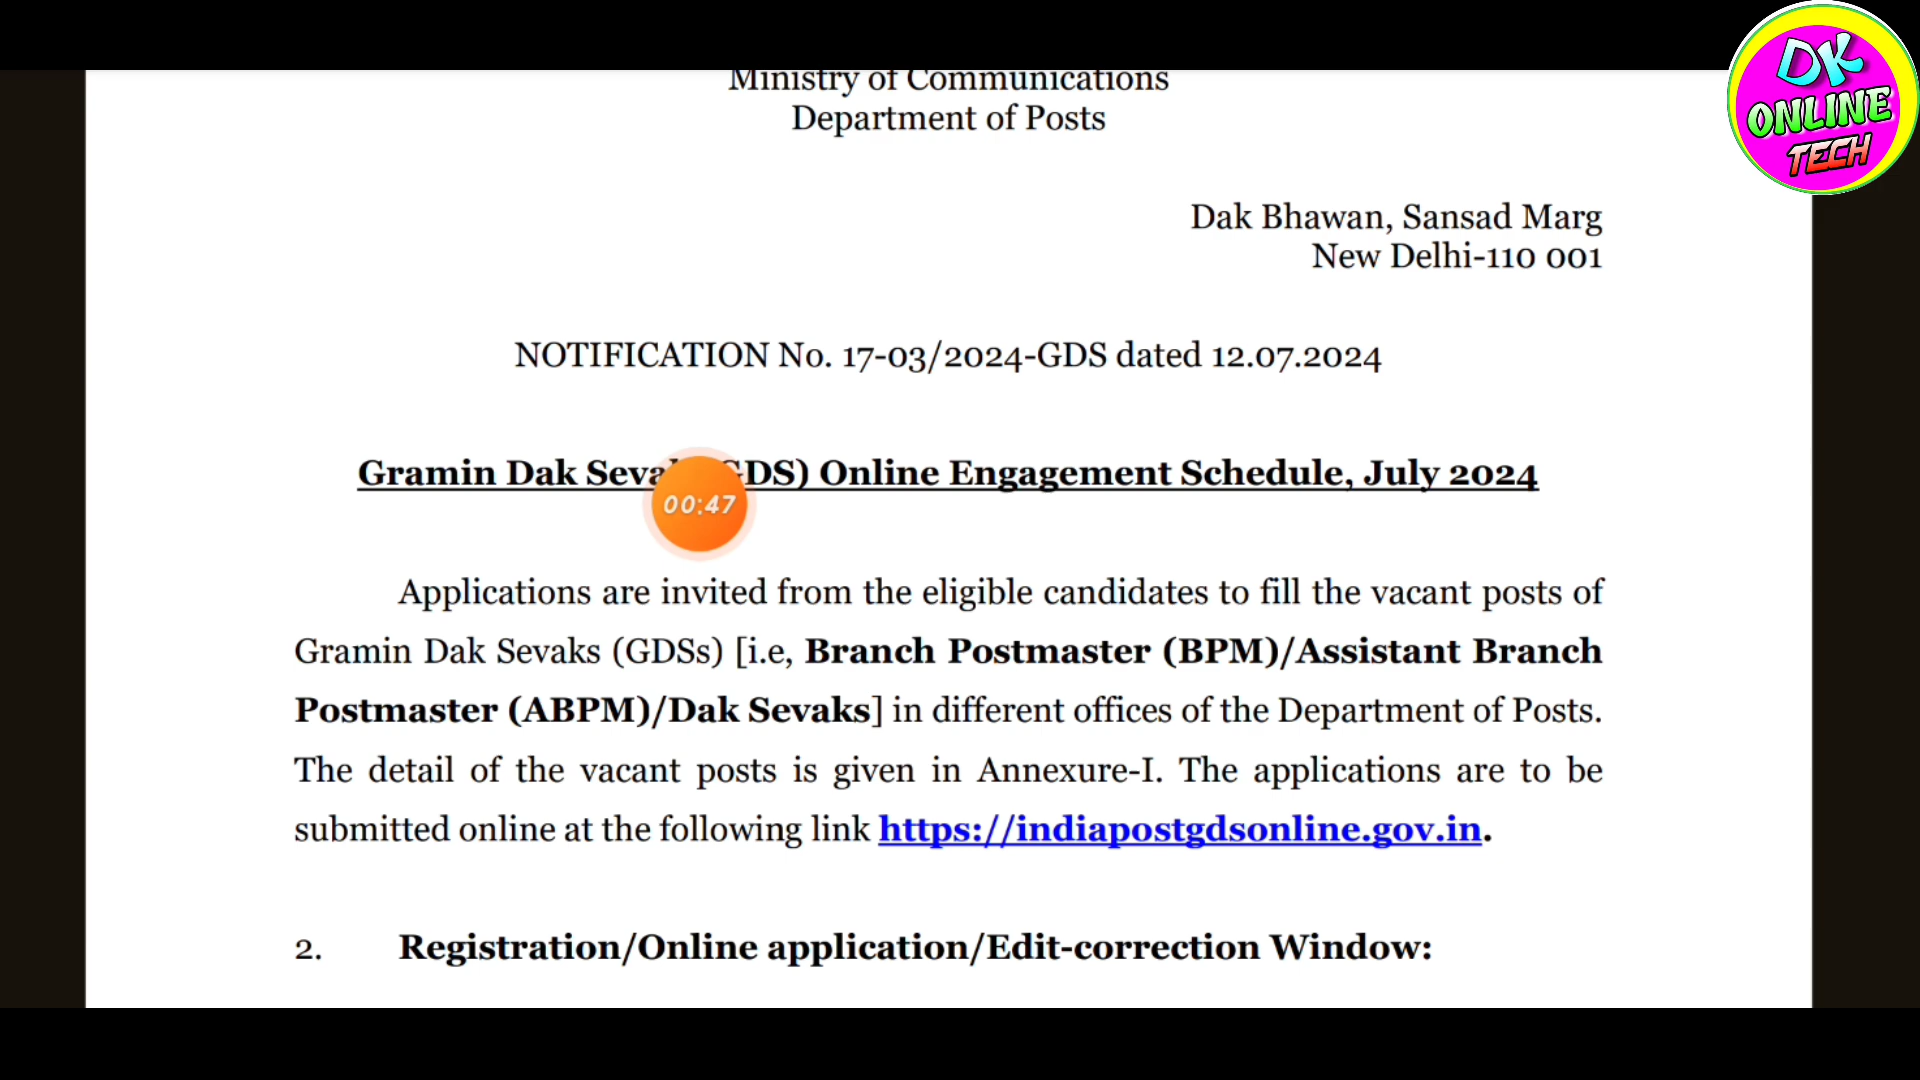 Ministry of Communications
Department of Posts
DK
ONLINE
TECH
Dak Bhawan, Sansad Marg
New Delhi-110 001
NOTIFICATION No. 17-03/2024-GDS dated 12.07.2024
Gramin Dak GDS) Online Engagement Schedule, July 2024
00:47
Applications are invited from the eligible candidates to fill the vacant posts of
Gramin Dak Sevaks (GDSs) [i.e, Branch Postmaster (BPM)/Assistant Branch
Postmaster (ABPM)/Dak Sevaks] in different offices of the Department of Posts.
The detail of the vacant posts is given in Annexure-I. The applications are to be
submitted online at the following link https://indiapostgdsonline.gov.in.
2. Registration/Online application/Edit-correction Window: